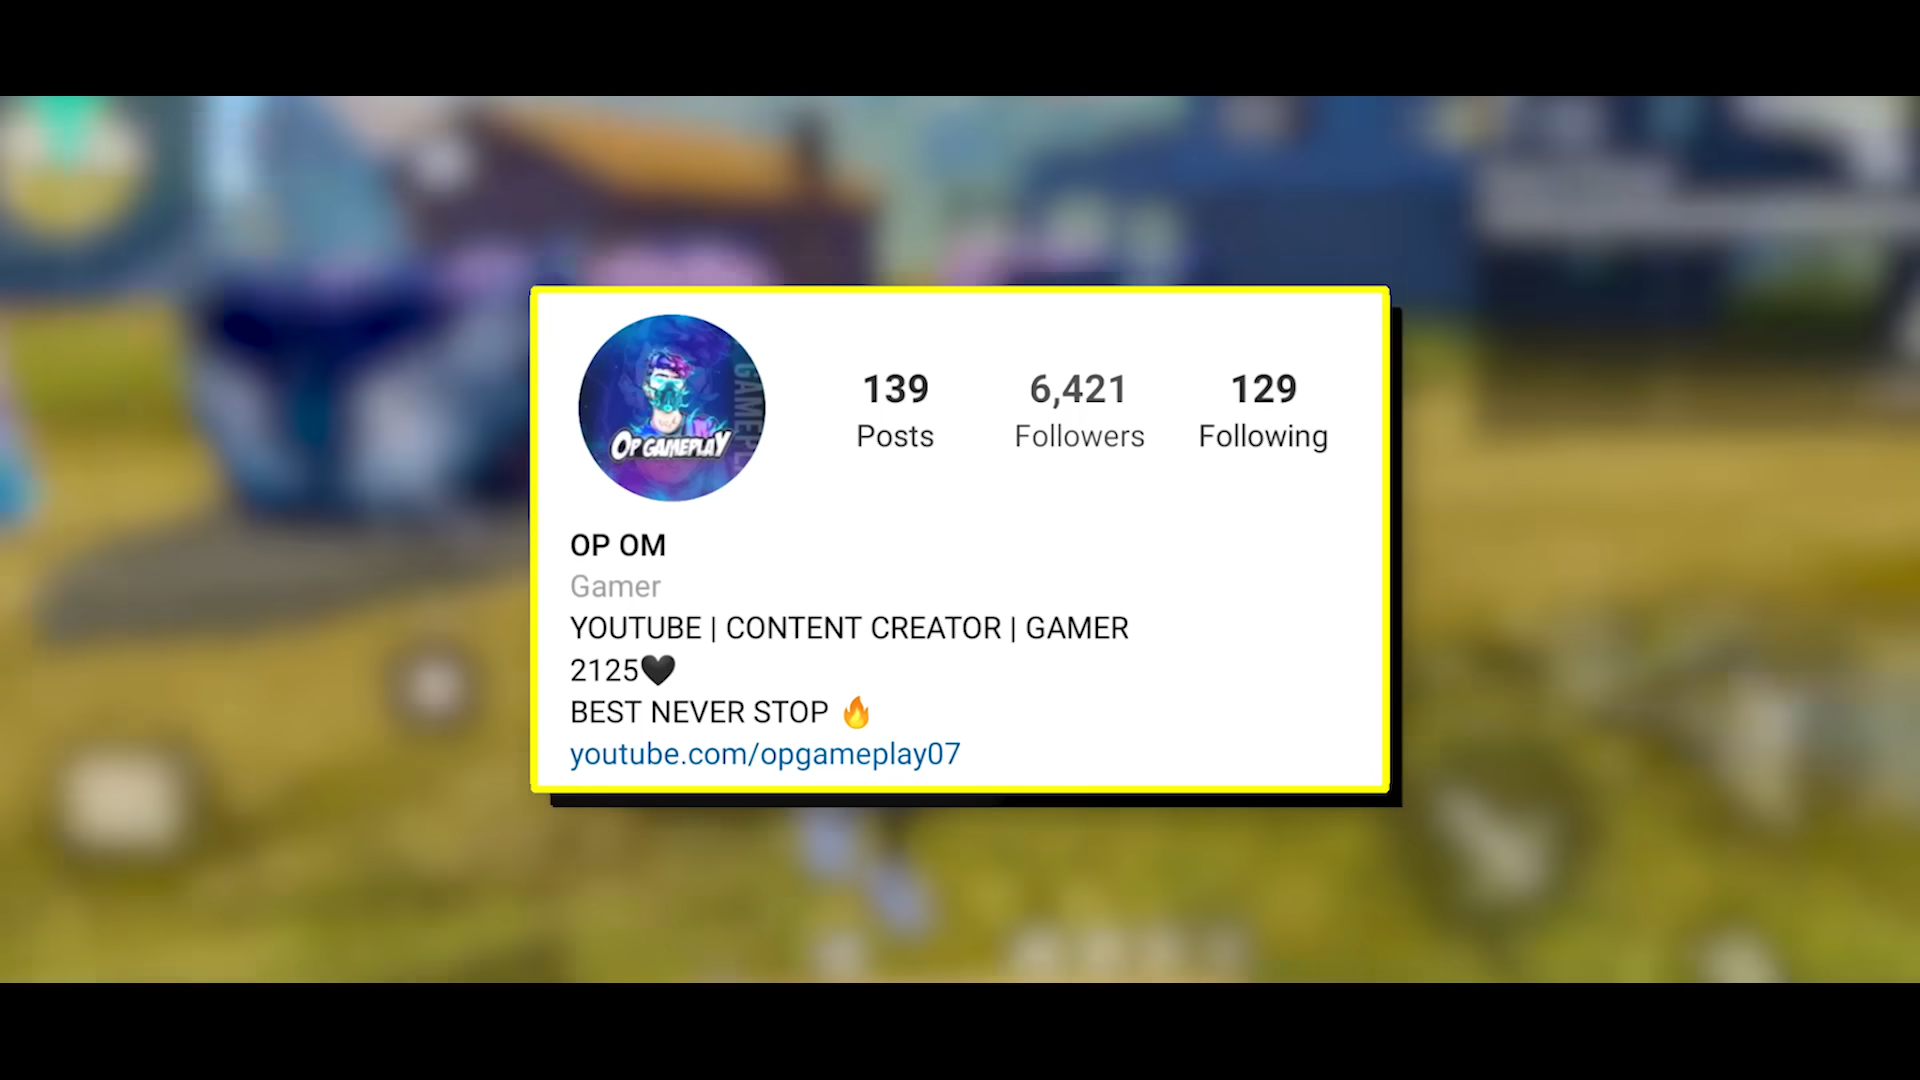 GAMEPL
OP GAMEPLAY
139
Posts
6,421
Followers
129
Following
OP OM
Gamer
YOUTUBE | CONTENT CREATOR | GAMER
2125🖤
BEST NEVER STOP 🔥
youtube.com/opgameplay07